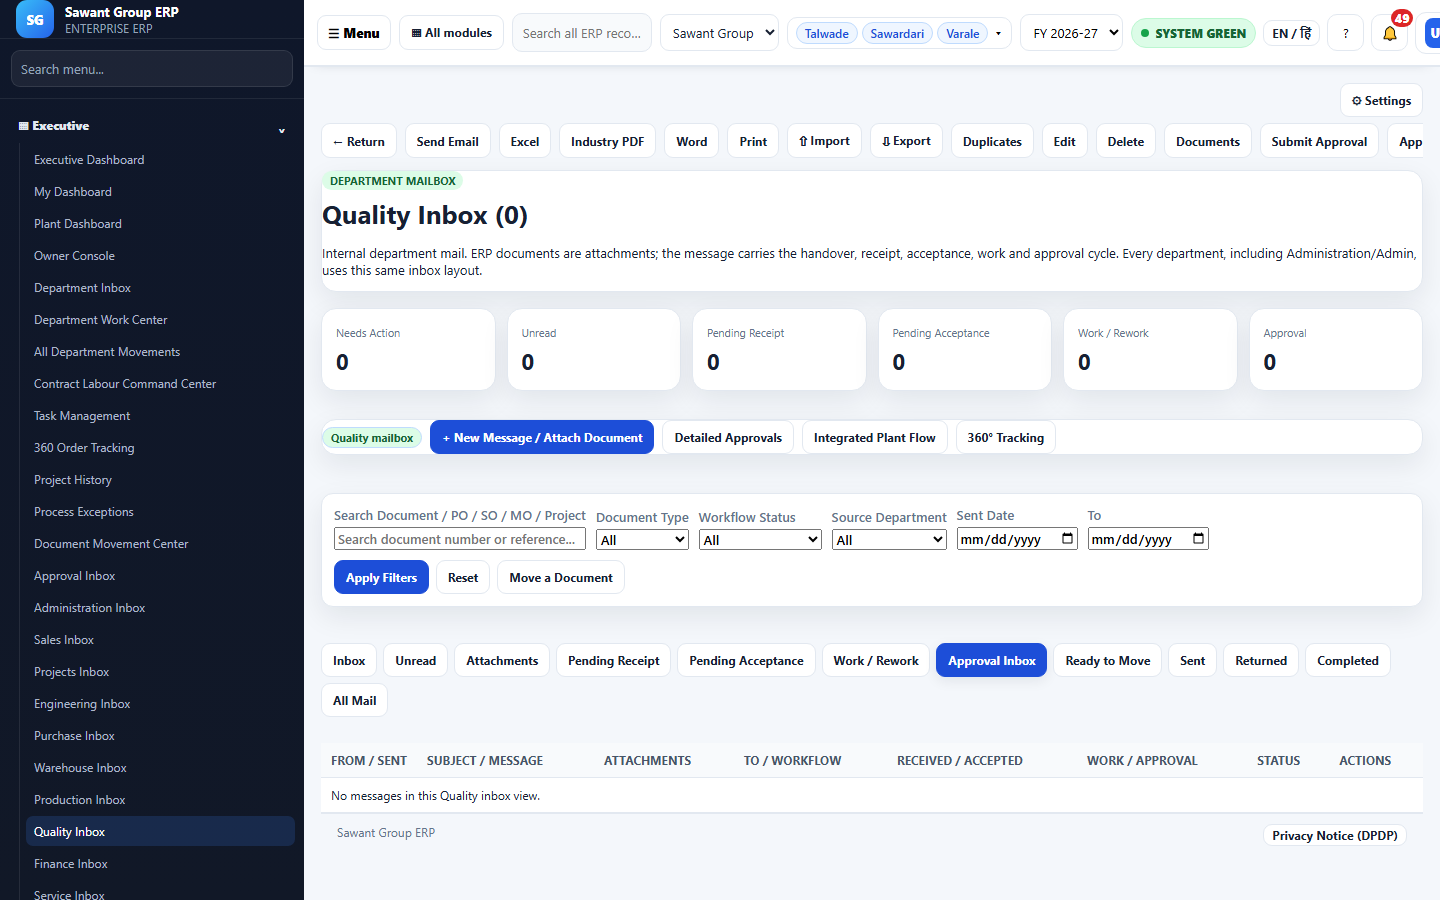 SG
Sawant Group ERP
ENTERPRISE ERP
Search menu...
Executive
Executive Dashboard
My Dashboard
Plant Dashboard
Owner Console
Department Inbox
Department Work Center
All Department Movements
Contract Labour Command Center
Task Management
360 Order Tracking
Project History
Process Exceptions
Document Movement Center
Approval Inbox
Administration Inbox
Sales Inbox
Projects Inbox
Engineering Inbox
Purchase Inbox
Warehouse Inbox
Production Inbox
Quality Inbox
Finance Inbox
Service Inbox
☰ Menu
All modules
Search all ERP reco...
Sawant Group
Talwade
Sawardari
Varale
FY 2026-27
SYSTEM GREEN
EN / हिं
?
49
U
⚙ Settings
← Return
Send Email
Excel
Industry PDF
Word
Print
⇧ Import
⇩ Export
Duplicates
Edit
Delete
Documents
Submit Approval
App
DEPARTMENT MAILBOX
Quality Inbox (0)
Internal department mail. ERP documents are attachments; the message carries the handover, receipt, acceptance, work and approval cycle. Every department, including Administration/Admin,
uses this same inbox layout.
Needs Action
0
Unread
0
Pending Receipt
0
Pending Acceptance
0
Work / Rework
0
Approval
0
Quality mailbox
+ New Message / Attach Document
Detailed Approvals
Integrated Plant Flow
360° Tracking
Search Document / PO / SO / MO / Project
Search document number or reference...
Document Type
All
Workflow Status
All
Source Department
All
Sent Date
mm/dd/yyyy
To
mm/dd/yyyy
Apply Filters
Reset
Move a Document
Inbox
Unread
Attachments
Pending Receipt
Pending Acceptance
Work / Rework
Approval Inbox
Ready to Move
Sent
Returned
Completed
All Mail
FROM / SENT
SUBJECT / MESSAGE
ATTACHMENTS
TO / WORKFLOW
RECEIVED / ACCEPTED
WORK / APPROVAL
STATUS
ACTIONS
No messages in this Quality inbox view.
Sawant Group ERP
Privacy Notice (DPDP)